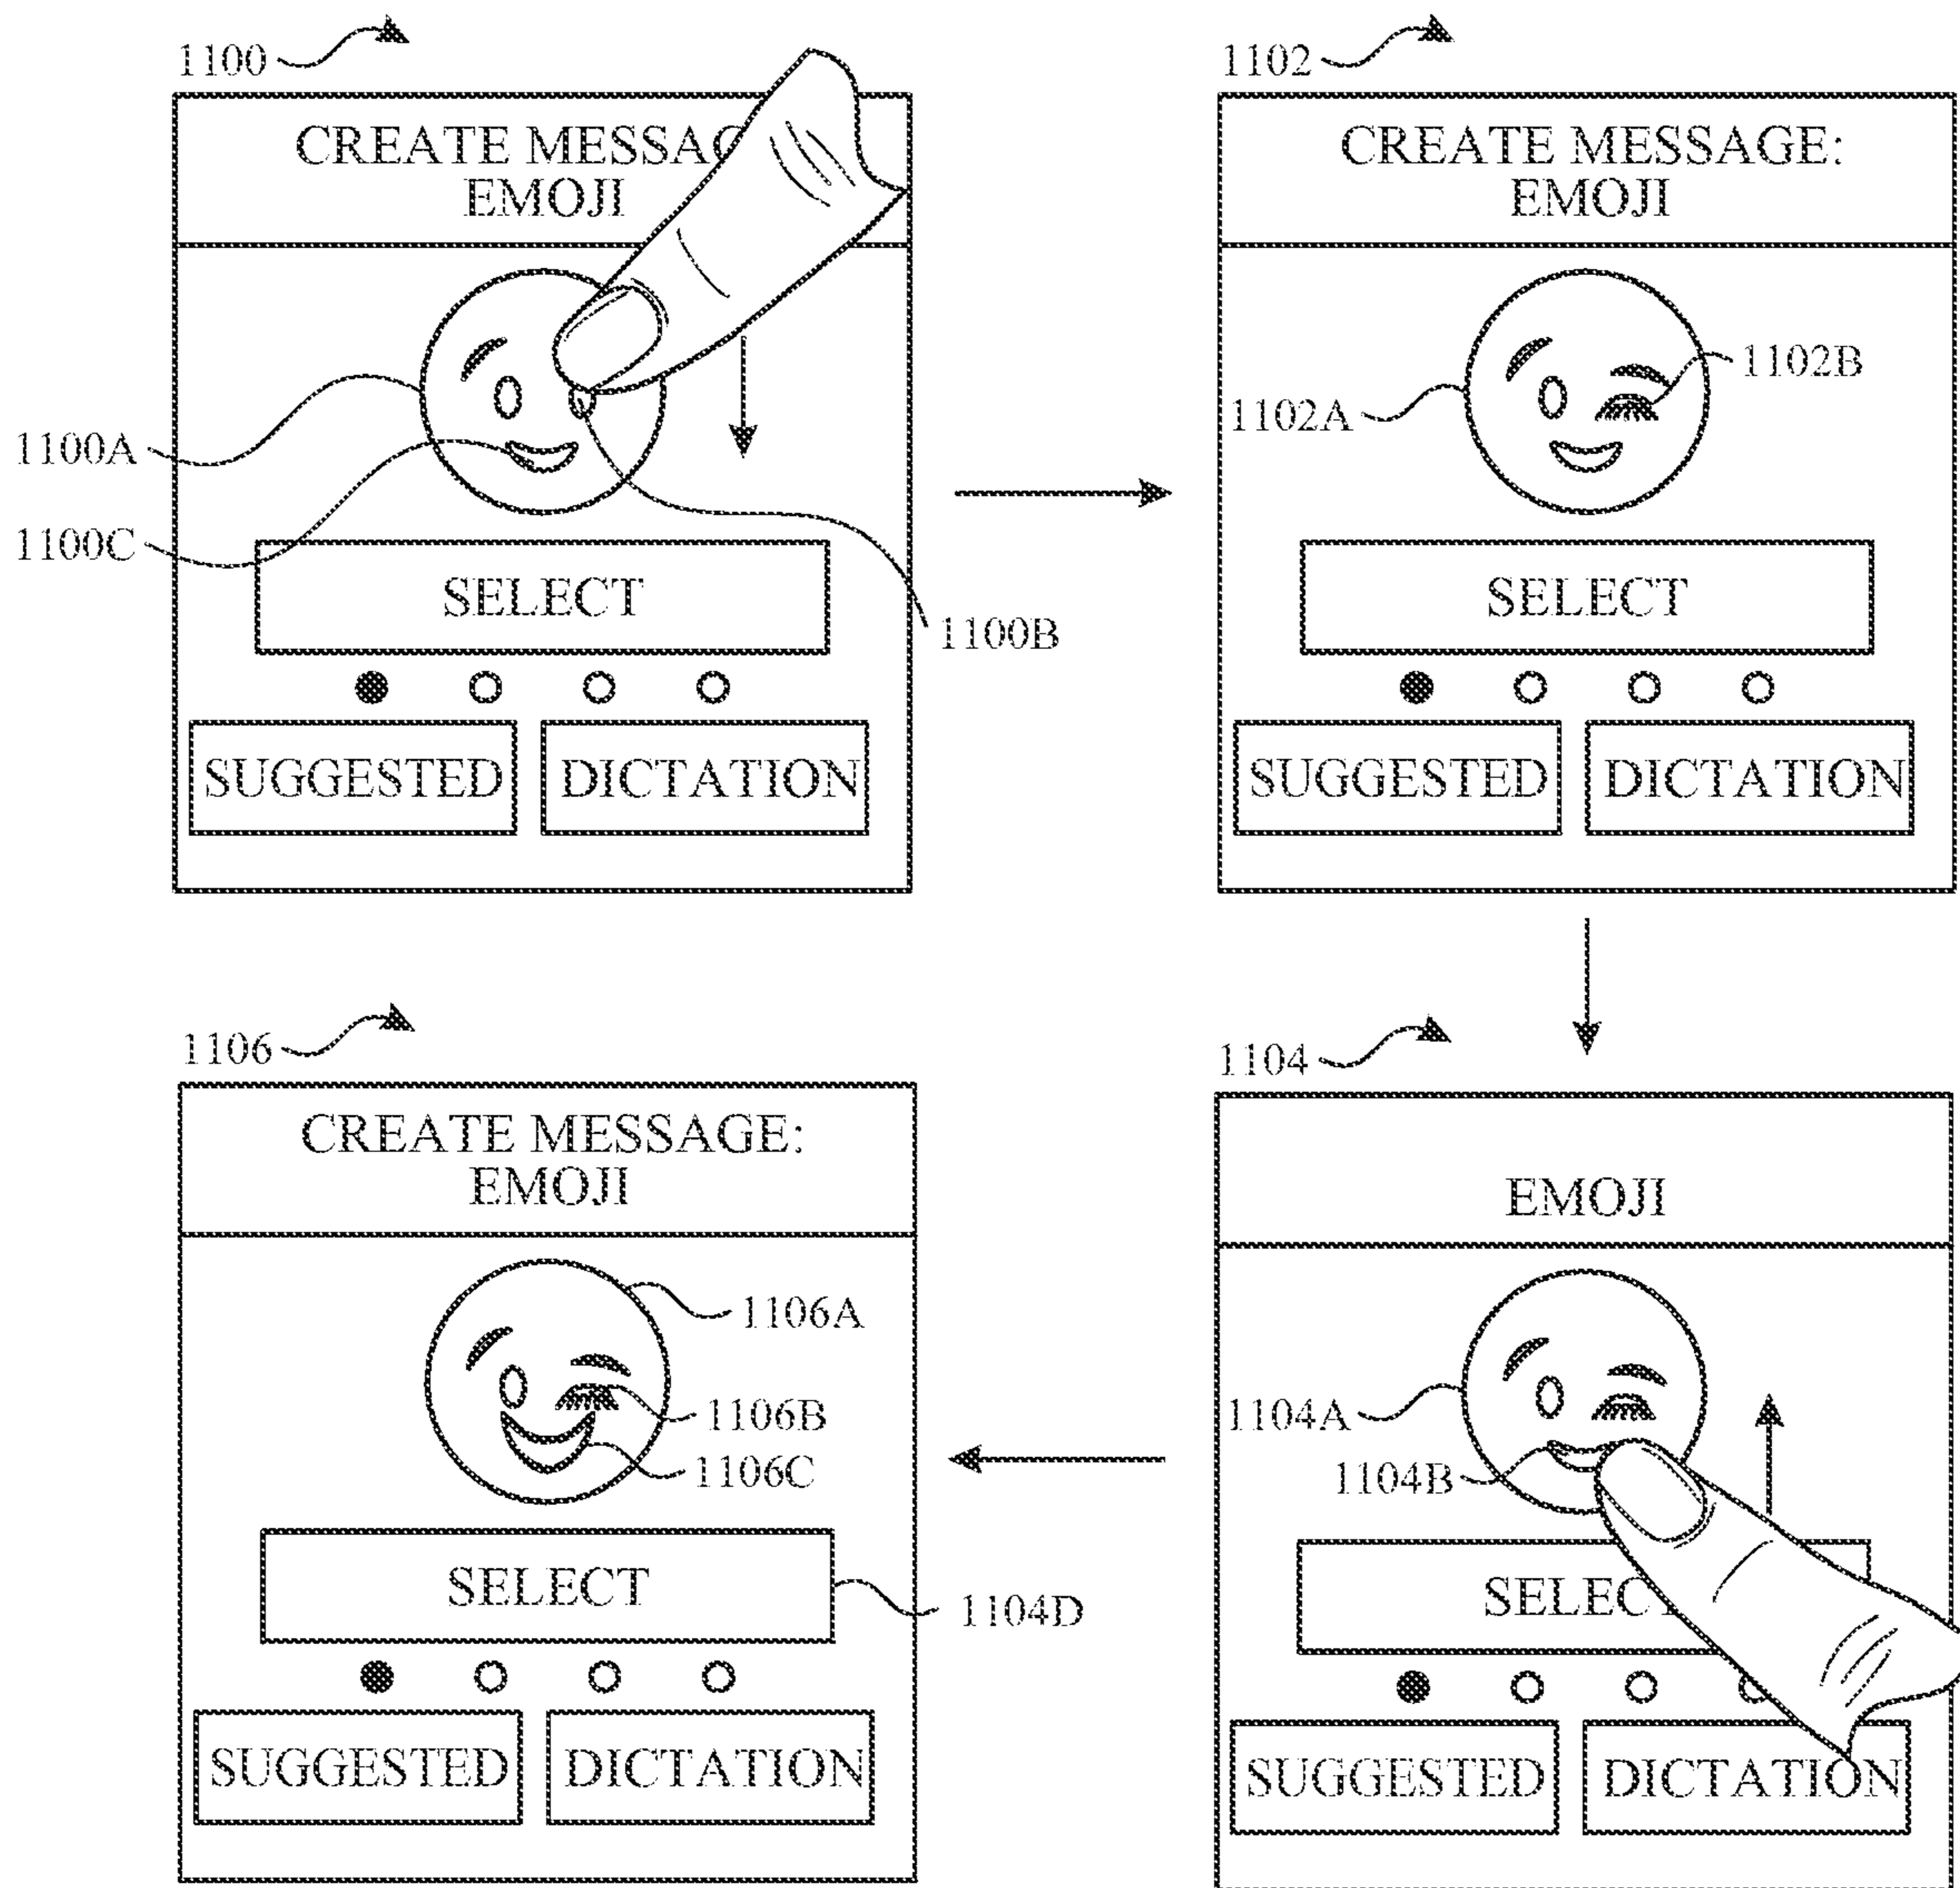 1100
CREATE MESSAG
EMOJI
1100A
1100C
SELECT
1100B
SUGGESTED DICTATION
1102
CREATE MESSAGE:
EMOJI
1102B
1102A
SELECT
SUGGESTED DICTATION
1106
CREATE MESSAGE:
EMOJI
1106A
1106B
1106C
SELECT
1104D
SUGGESTED DICTATION
1104
EMOJI
1104A
1104B
SELECT
SUGGESTED DICTATION